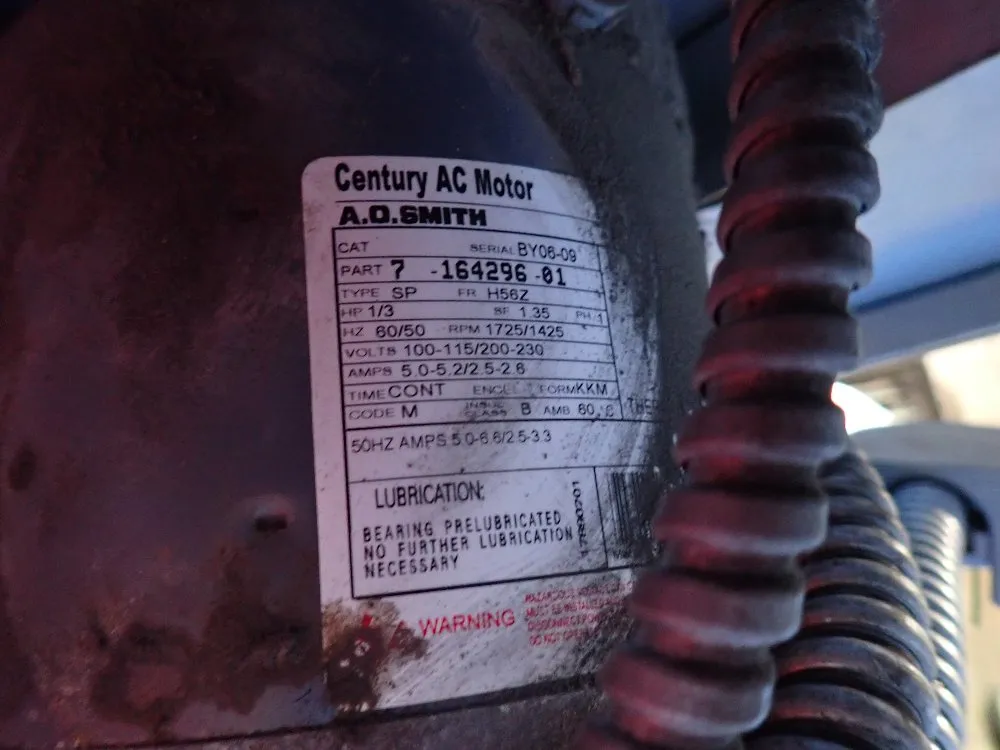 Century AC Motor
A.O.SMITH
CAT SERIAL BY06-09
PART 7 -164296 -01
TYPE SP FR H56Z
HP 1/3 SF 1.35 PH 1
HZ 60/50 RPM 1725/1425
VOLTS 100-115/200-230
AMPS 5.0-5.2/2.5-2.6
TIME CONT ENCL FORM KKM
CODE M INSUL CLASS B AMB 60 C
50HZ AMPS 5.0-6.6/2.5-3.3
LUBRICATION:
BEARING PRELUBRICATED
NO FURTHER LUBRICATION
NECESSARY
WARNING